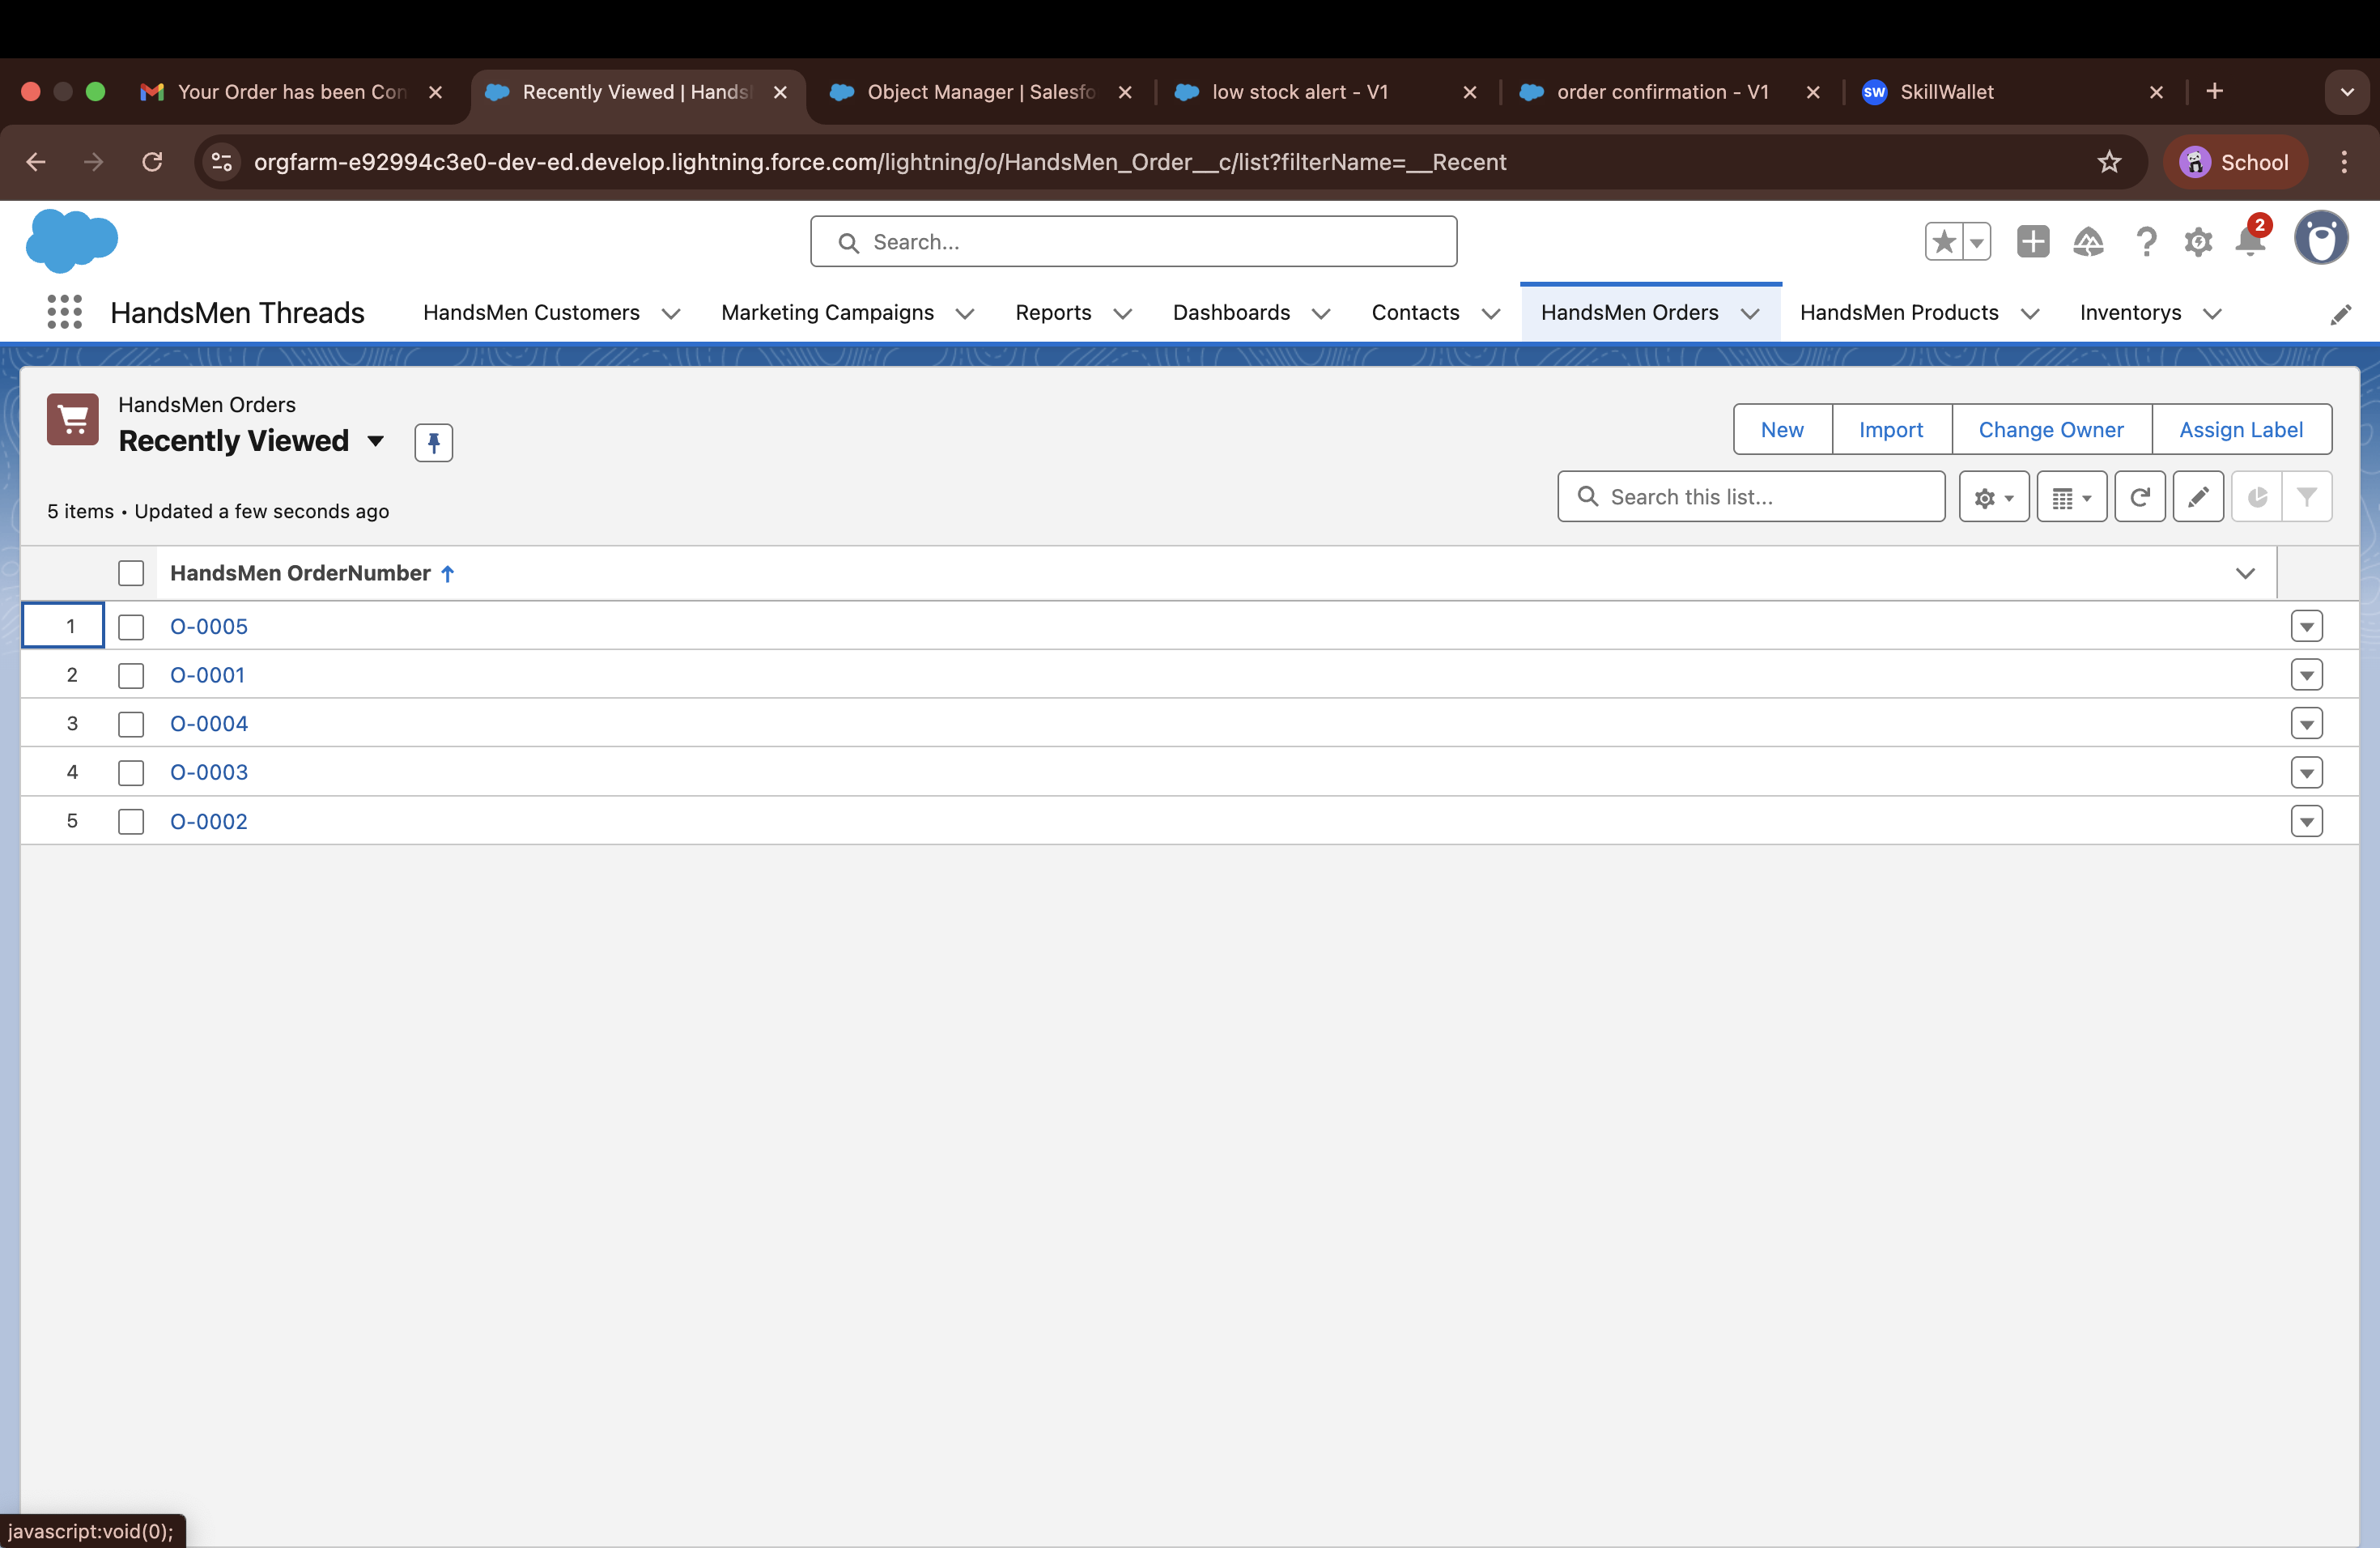 Your Order has been Con
Recently Viewed | Hands
Object Manager | Salesfo
low stock alert - V1
order confirmation - V1
SW SkillWallet
orgfarm-e92994c3e0-dev-ed.develop.lightning.force.com/lightning/o/HandsMen_Order__c/list?filterName=__Recent
School
Search...
2
HandsMen Threads
HandsMen Customers
Marketing Campaigns
Reports
Dashboards
Contacts
HandsMen Orders
HandsMen Products
Inventorys
HandsMen Orders
Recently Viewed
New
Import
Change Owner
Assign Label
5 items • Updated a few seconds ago
Search this list...
HandsMen OrderNumber
1 O-0005
2 O-0001
3 O-0004
4 O-0003
5 O-0002
javascript:void(0);